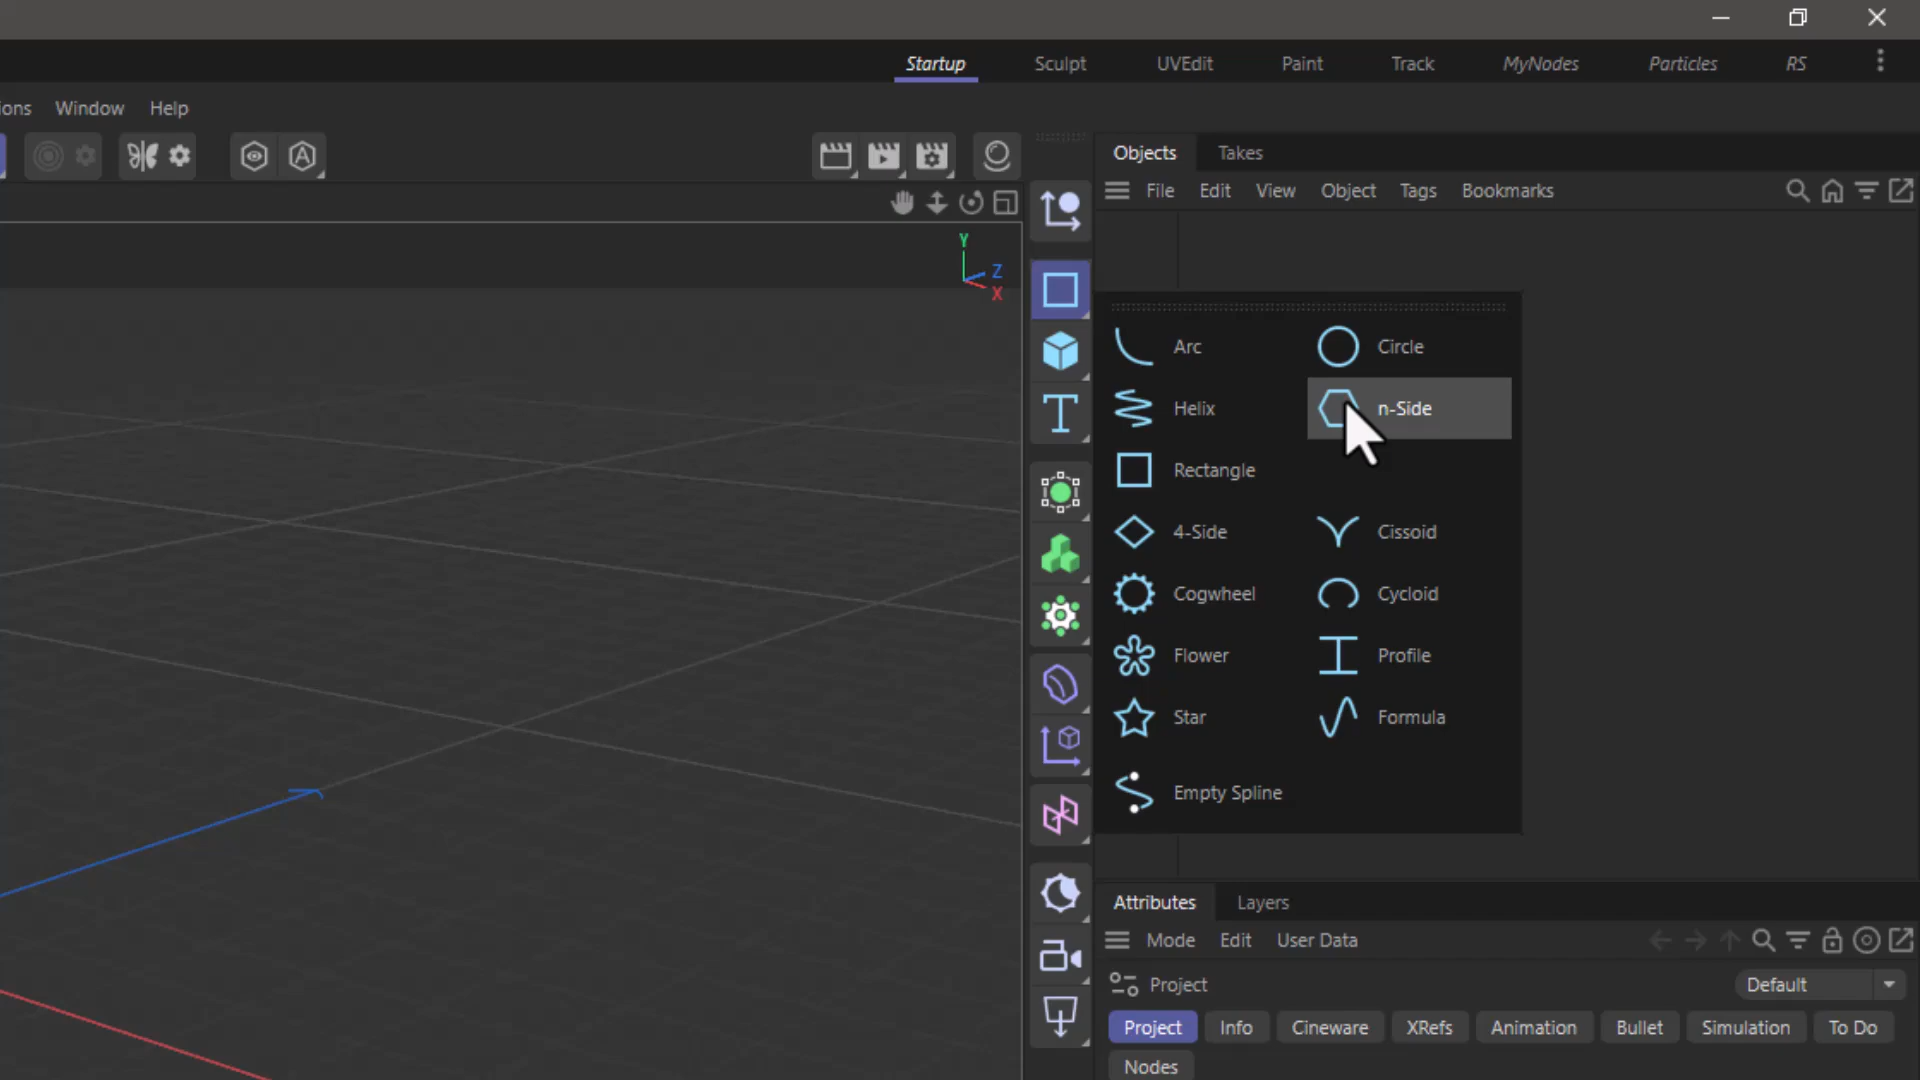 Startup Sculpt UVEdit Paint Track MyNodes Particles RS
ions Window Help
Objects Takes
File Edit View Object Tags Bookmarks
Y
Z
X
Arc Circle
Helix n-Side
Rectangle
4-Side Cissoid
Cogwheel Cycloid
Flower Profile
Star Formula
Empty Spline
Attributes Layers
Mode Edit User Data
Project Default
Project Info Cineware XRefs Animation Bullet Simulation To Do
Nodes